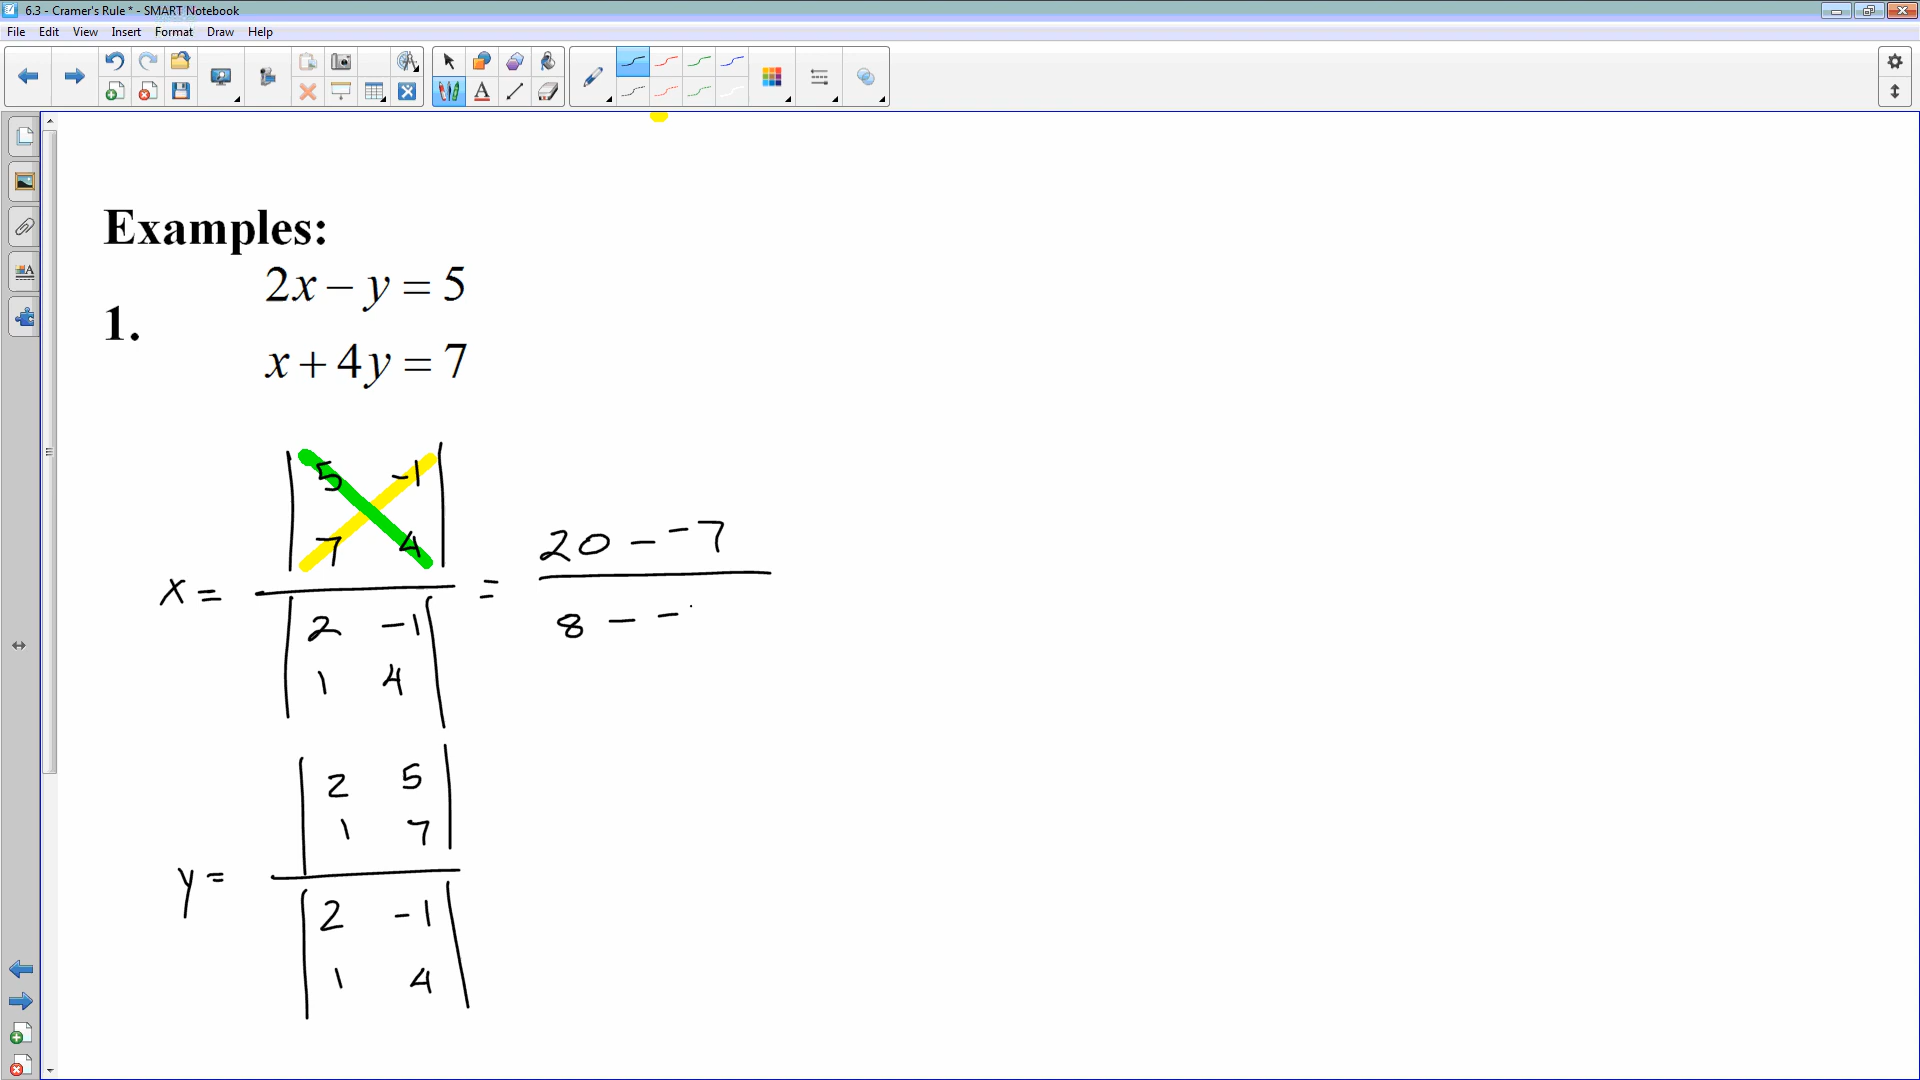 6.3 - Cramer's Rule * - SMART Notebook
File Edit View Insert Format Draw Help
Examples:
1.
2x − y = 5
x + 4y = 7
x = | 5 -1 | = 20 - -7
| 7 4 |
| 2 -1 | 8 - -
| 1 4 |
y = | 2 5 |
| 1 7 |
| 2 -1 |
| 1 4 |